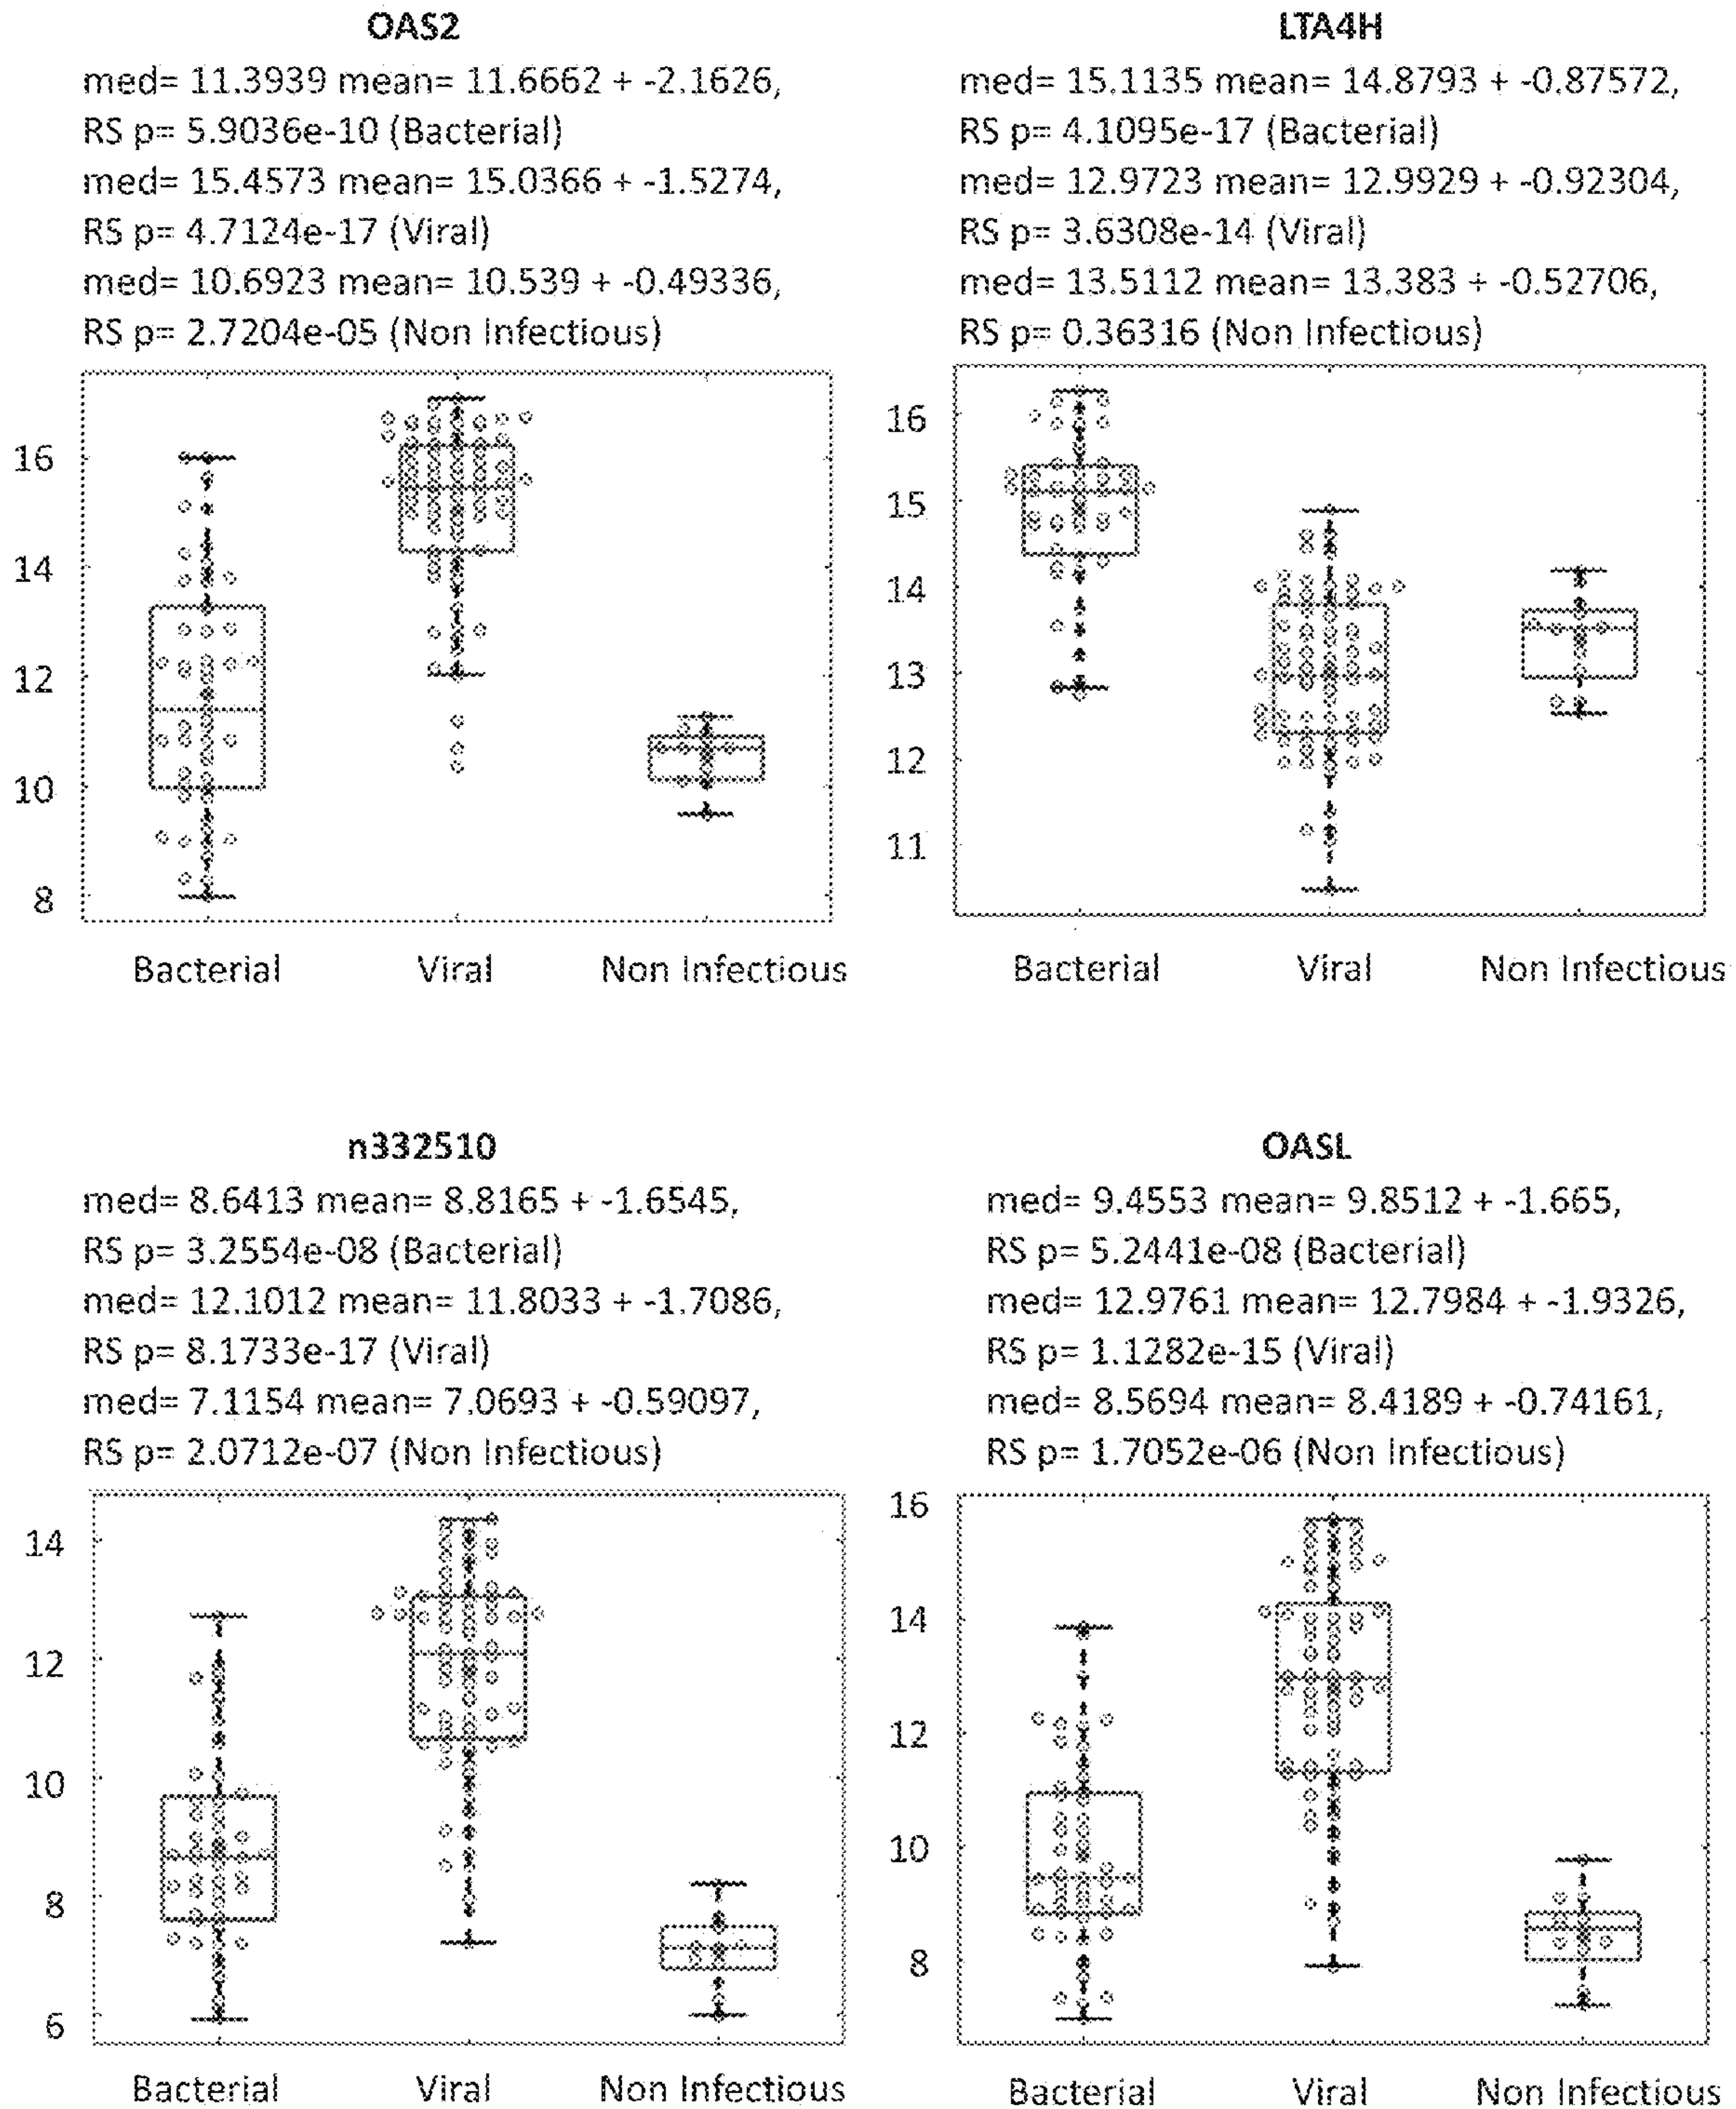 OAS2
med= 11.3939 mean= 11.6662 + -2.1626,
RS p= 5.9036e-10 (Bacterial)
med= 15.4573 mean= 15.0366 + -1.5274,
RS p= 4.7124e-17 (Viral)
med= 10.6923 mean= 10.539 + -0.49336,
RS p= 2.7204e-05 (Non Infectious)
16
14
12
10
8
Bacterial Viral Non Infectious
LTA4H
med= 15.1135 mean= 14.8793 + -0.87572,
RS p= 4.1095e-17 (Bacterial)
med= 12.9723 mean= 12.9929 + -0.92304,
RS p= 3.6308e-14 (Viral)
med= 13.5112 mean= 13.383 + -0.52706,
RS p= 0.36316 (Non Infectious)
16
15
14
13
12
11
Bacterial Viral Non Infectious
n332510
med= 8.6413 mean= 8.8165 + -1.6545,
RS p= 3.2554e-08 (Bacterial)
med= 12.1012 mean= 11.8033 + -1.7086,
RS p= 8.1733e-17 (Viral)
med= 7.1154 mean= 7.0693 + -0.59097,
RS p= 2.0712e-07 (Non Infectious)
14
12
10
8
6
Bacterial Viral Non Infectious
OASL
med= 9.4553 mean= 9.8512 + -1.665,
RS p= 5.2441e-08 (Bacterial)
med= 12.9761 mean= 12.7984 + -1.9326,
RS p= 1.1282e-15 (Viral)
med= 8.5694 mean= 8.4189 + -0.74161,
RS p= 1.7052e-06 (Non Infectious)
16
14
12
10
8
Bacterial Viral Non Infectious